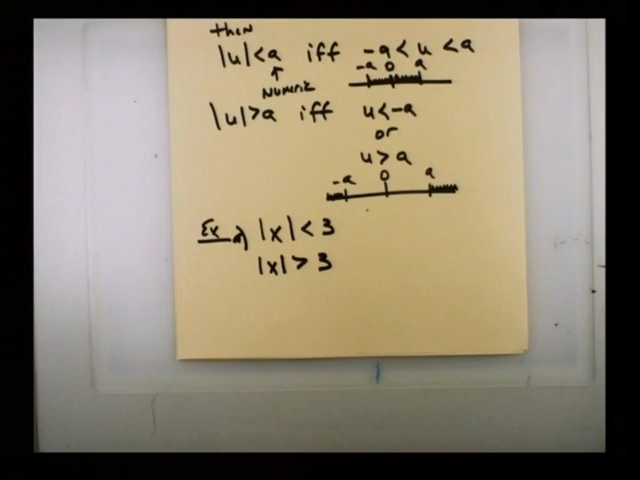 then
|u|<a iff -a<u<a
-a 0 a
↑
Numeric
|u|>a iff u<-a
or
u>a
-a 0 a
Ex |x|<3
|x|>3